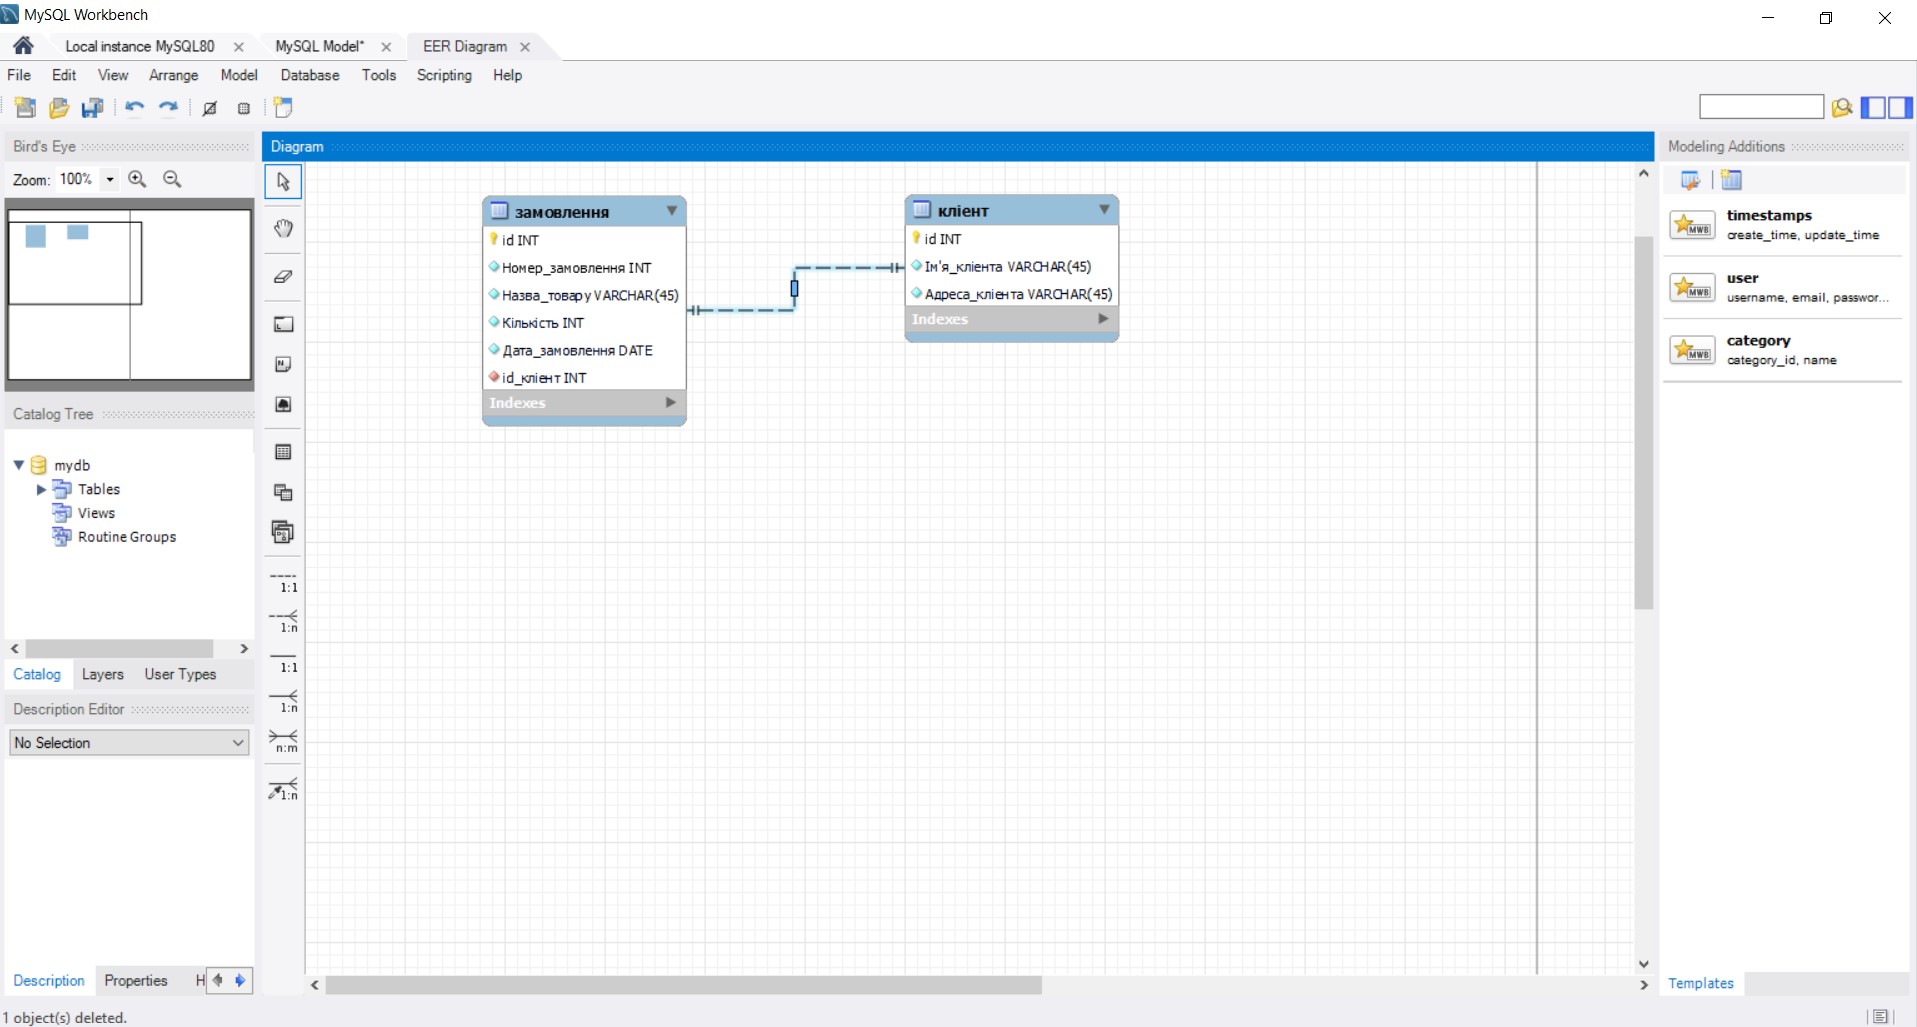 MySQL Workbench
Local instance MySQL80
MySQL Model*
EER Diagram
File Edit View Arrange Model Database Tools Scripting Help
Bird's Eye
Zoom: 100%
Catalog Tree
mydb
Tables
Views
Routine Groups
Catalog Layers User Types
Description Editor
No Selection
Description Properties H
1 object(s) deleted.
Diagram
1:1
1:n
1:1
1:n
n:m
1:n
замовлення
id INT
Номер_замовлення INT
Назва_товару VARCHAR(45)
Кількість INT
Дата_замовлення DATE
id_клієнт INT
Indexes
клієнт
id INT
Ім'я_клієнта VARCHAR(45)
Адреса_клієнта VARCHAR(45)
Indexes
Modeling Additions
MWB
timestamps
create_time, update_time
MWB
user
username, email, passwor...
MWB
category
category_id, name
Templates